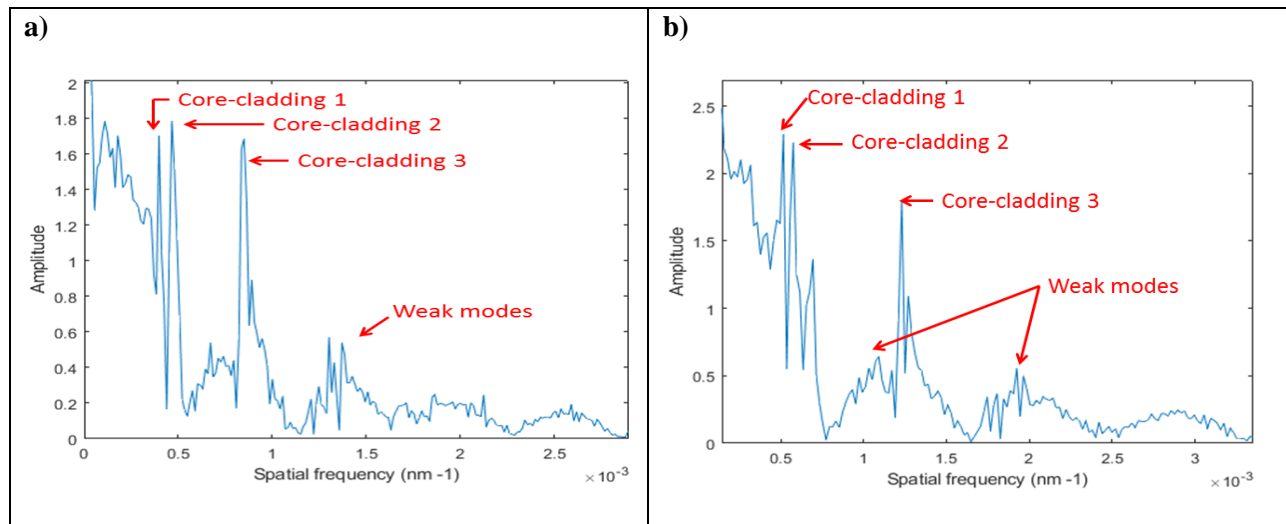 a)
2
1.8
1.6
1.4
1.2
1
0.8
0.6
0.4
0.2
0
Amplitude
Core-cladding 1
Core-cladding 2
Core-cladding 3
Weak modes
0 0.5 1 1.5 2 2.5
Spatial frequency (nm -1)
× 10 -3
b)
2.5
2
1.5
1
0.5
0
Amplitude
Core-cladding 1
Core-cladding 2
Core-cladding 3
Weak modes
0.5 1 1.5 2 2.5 3
Spatial frequency (nm -1)
× 10 -3